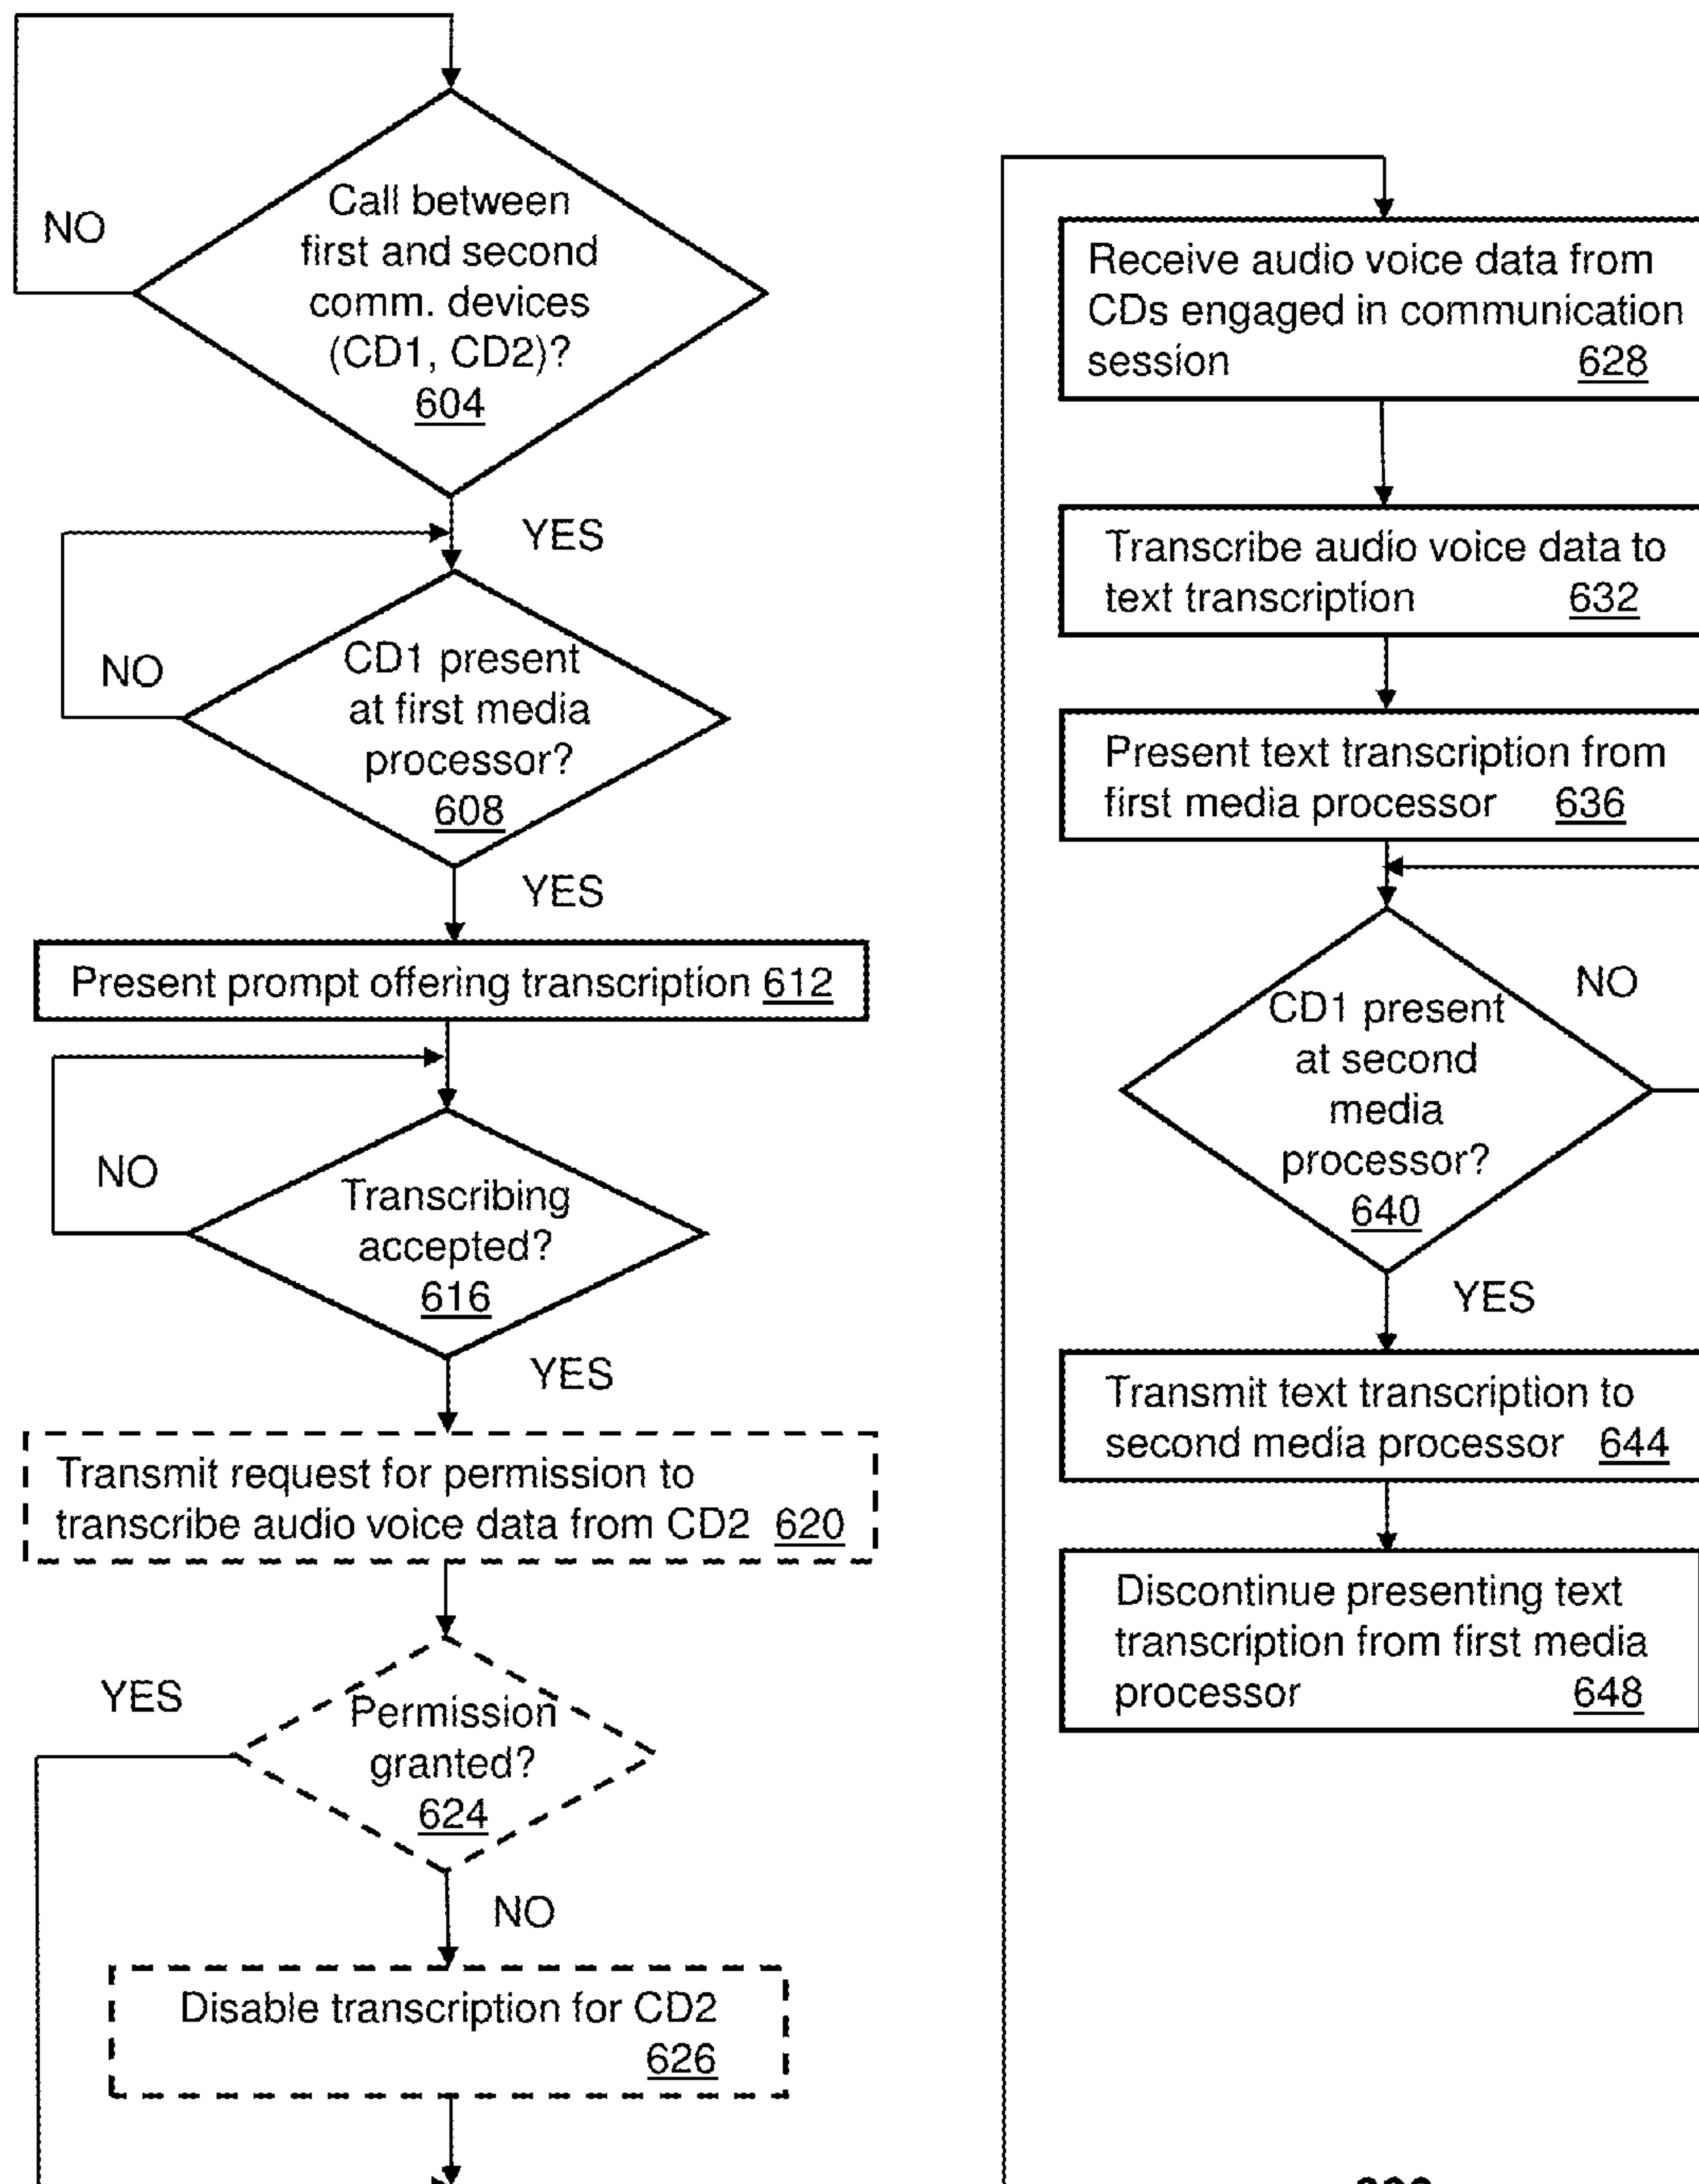 Call between
first and second
comm. devices
(CD1, CD2)?
604
NO
YES
CD1 present
at first media
processor?
608
NO
YES
Present prompt offering transcription 612
Transcribing
accepted?
616
NO
YES
Transmit request for permission to
transcribe audio voice data from CD2 620
Permission
granted?
624
YES
NO
Disable transcription for CD2
626
Receive audio voice data from
CDs engaged in communication
session 628
Transcribe audio voice data to
text transcription 632
Present text transcription from
first media processor 636
CD1 present
at second
media
processor?
640
NO
YES
Transmit text transcription to
second media processor 644
Discontinue presenting text
transcription from first media
processor 648